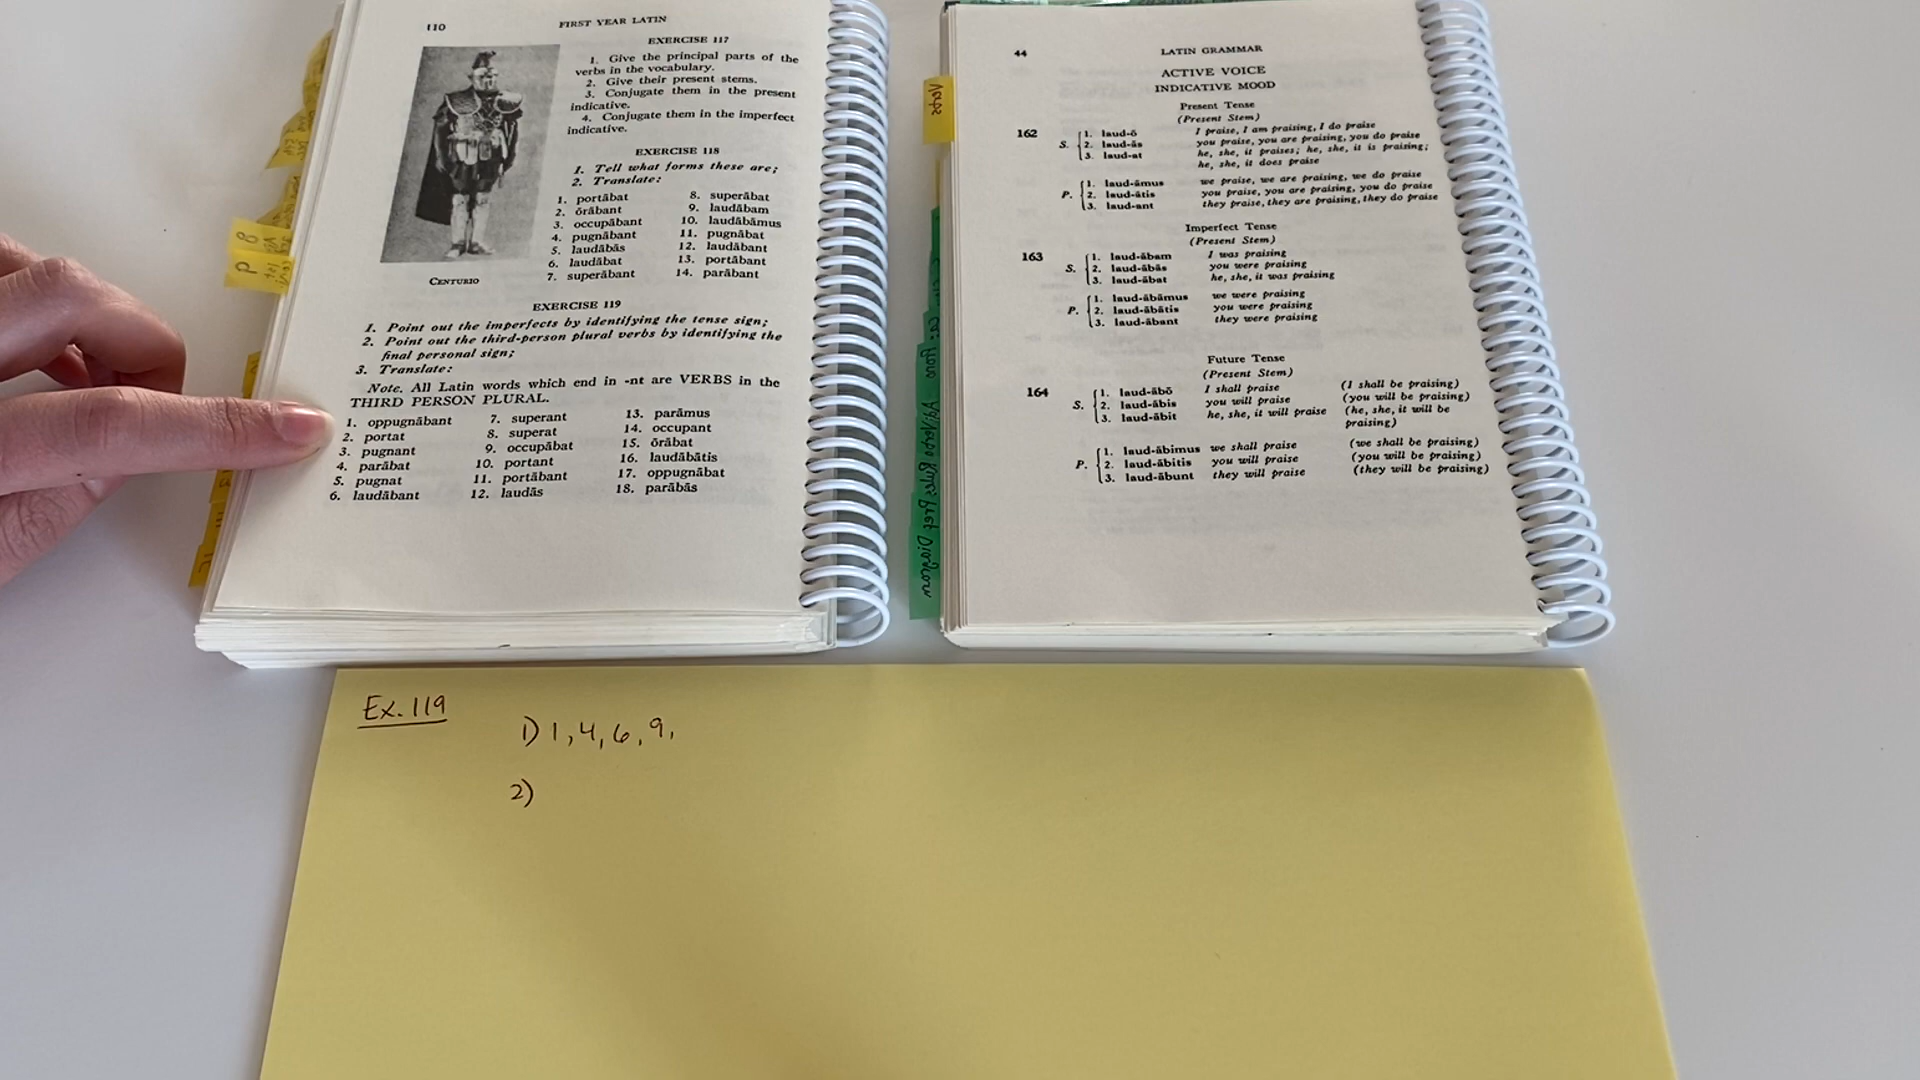 110
FIRST YEAR LATIN
EXERCISE 117
1. Give the principal parts of the
verbs in the vocabulary.
2. Give their present stems.
3. Conjugate them in the present
indicative.
4. Conjugate them in the imperfect
indicative.
EXERCISE 118
1. Tell what forms these are;
2. Translate:
1. portābat
2. ōrābant
3. occupābant
4. pugnābant
5. laudābās
6. laudābat
7. superābant
8. superābat
9. laudābam
10. laudābāmus
11. pugnābat
12. laudābant
13. portābant
14. parābant
CENTURIO
EXERCISE 119
1. Point out the imperfects by identifying the tense sign;
2. Point out the third-person plural verbs by identifying the
final personal sign;
3. Translate:
Note. All Latin words which end in -nt are VERBS in the
THIRD PERSON PLURAL.
1. oppugnābant
2. portat
3. pugnant
4. parābat
5. pugnat
6. laudābant
7. superant
8. superat
9. occupābat
10. portant
11. portābant
12. laudās
13. parāmus
14. occupant
15. ōrābat
16. laudābātis
17. oppugnābat
18. parābās
44
LATIN GRAMMAR
ACTIVE VOICE
INDICATIVE MOOD
Present Tense
(Present Stem)
162
S.
1. laud-ō I praise, I am praising, I do praise
2. laud-ās you praise, you are praising, you do praise
3. laud-at he, she, it praises; he, she, it is praising;
he, she, it does praise
P.
1. laud-āmus we praise, we are praising, we do praise
2. laud-ātis you praise, you are praising, you do praise
3. laud-ant they praise, they are praising, they do praise
Imperfect Tense
(Present Stem)
163
S.
1. laud-ābam I was praising
2. laud-ābās you were praising
3. laud-ābat he, she, it was praising
P.
1. laud-ābāmus we were praising
2. laud-ābātis you were praising
3. laud-ābant they were praising
Future Tense
(Present Stem)
164
S.
1. laud-ābō I shall praise (I shall be praising)
2. laud-ābis you will praise (you will be praising)
3. laud-ābit he, she, it will praise (he, she, it will be
praising)
P.
1. laud-ābimus we shall praise (we shall be praising)
2. laud-ābitis you will praise (you will be praising)
3. laud-ābunt they will praise (they will be praising)
Ex. 119
1) 1, 4, 6, 9,
2)